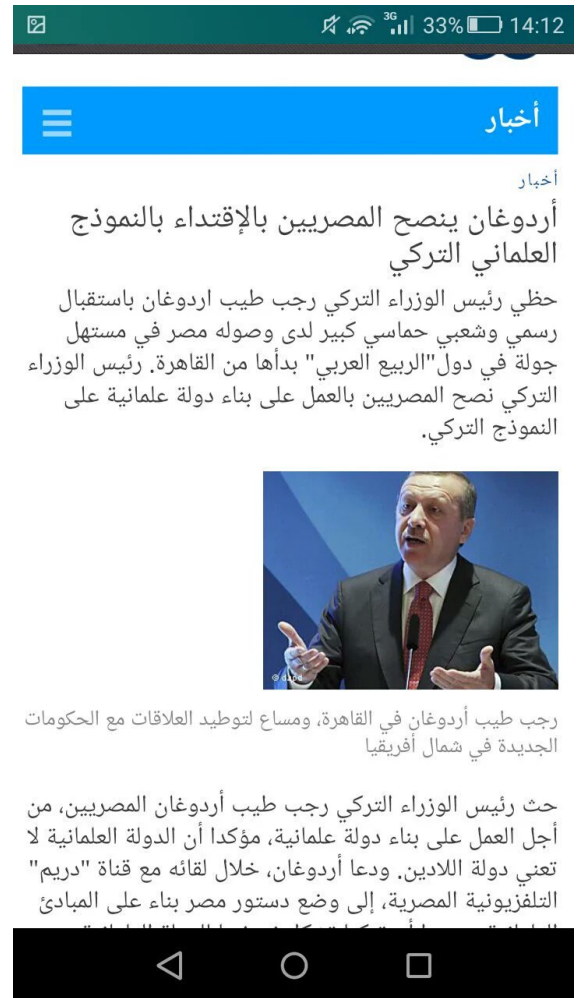 3G 33% 14:12
أخبار
أخبار
أردوغان ينصح المصريين بالإقتداء بالنموذج
العلماني التركي
حظي رئيس الوزراء التركي رجب طيب اردوغان باستقبال
رسمي وشعبي حماسي كبير لدى وصوله مصر في مستهل
جولة في دول"الربيع العربي" بدأها من القاهرة. رئيس الوزراء
التركي نصح المصريين بالعمل على بناء دولة علمانية على
النموذج التركي.
© dapd
رجب طيب أردوغان في القاهرة، ومساع لتوطيد العلاقات مع الحكومات
الجديدة في شمال أفريقيا
حث رئيس الوزراء التركي رجب طيب أردوغان المصريين، من
أجل العمل على بناء دولة علمانية، مؤكدا أن الدولة العلمانية لا
تعني دولة اللادين. ودعا أردوغان، خلال لقائه مع قناة "دريم"
التلفزيونية المصرية، إلى وضع دستور مصر بناء على المبادئ